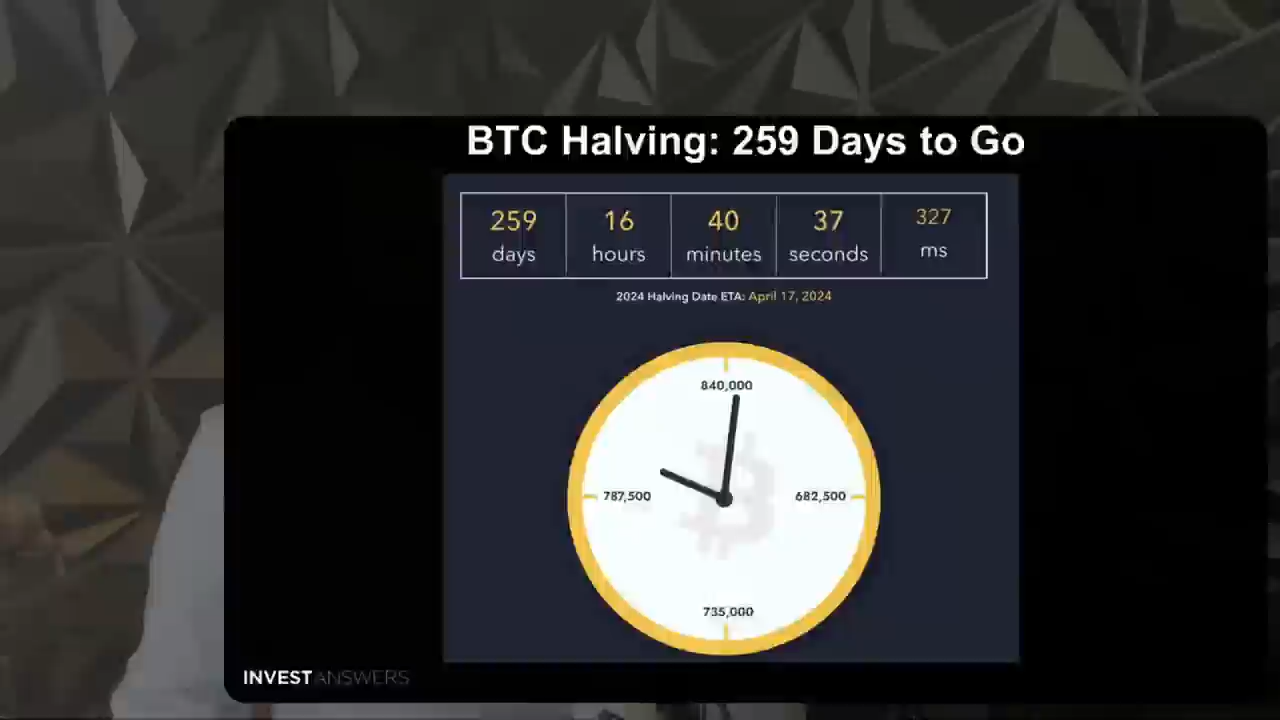 BTC Halving: 259 Days to Go
259 16 40 37 327
days hours minutes seconds ms
2024 Halving Date ETA: April 17, 2024
840,000
787,500 682,500
735,000
INVESTANSWERS